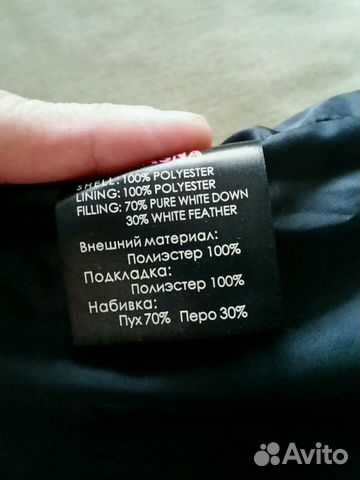 SHELL: 100% POLYESTER
LINING: 100% POLYESTER
FILLING: 70% PURE WHITE DOWN
30% WHITE FEATHER
Внешний материал:
Полиэстер 100%
Подкладка:
Полиэстер 100%
Набивка:
Пух 70% Перо 30%
Avito